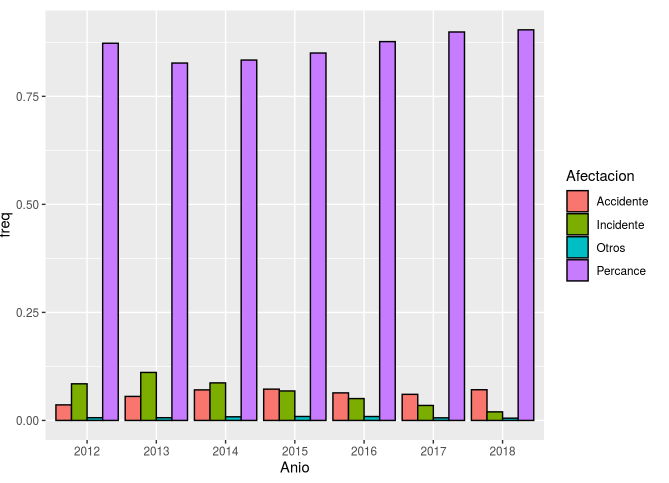 0.75
0.50
0.25
0.00
freq
2012 2013 2014 2015 2016 2017 2018
Anio
Afectacion
Accidente
Incidente
Otros
Percance